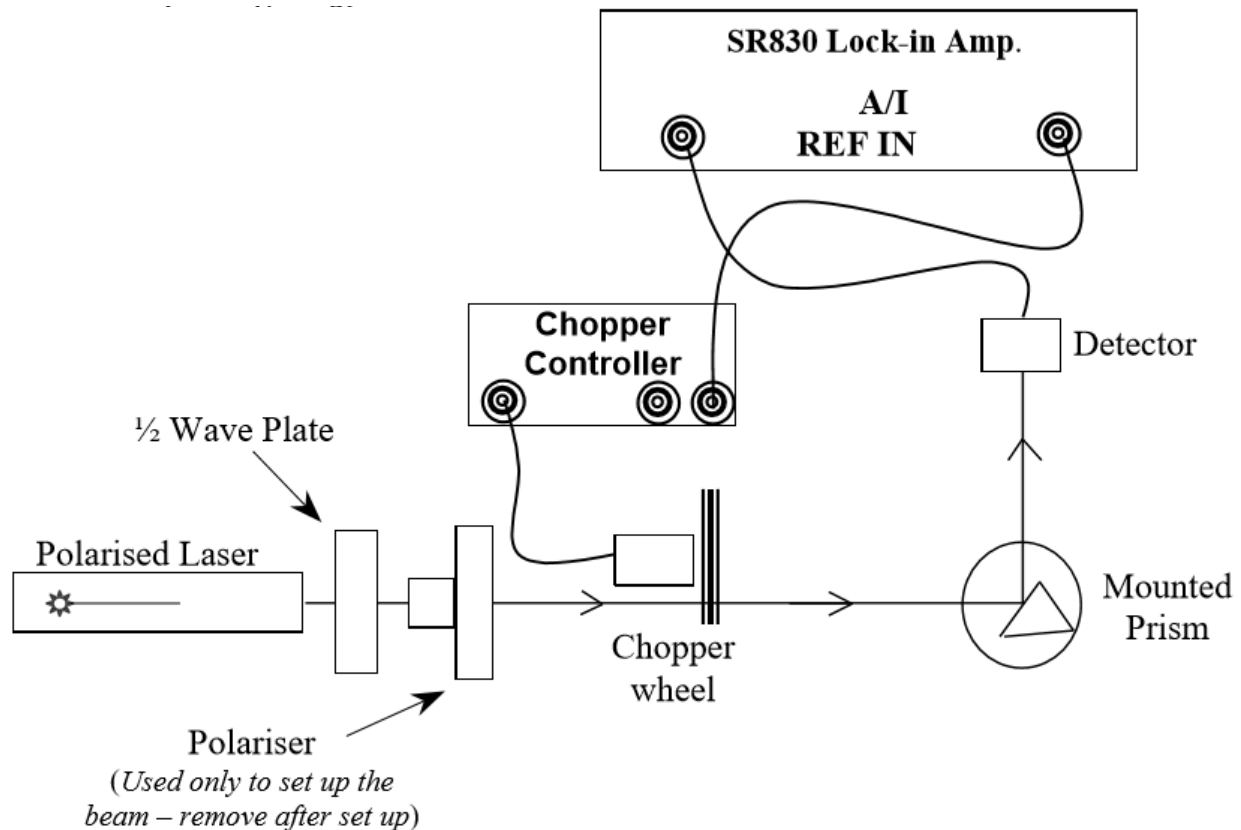 SR830 Lock-in Amp.
A/I
REF IN
Chopper
Controller
Detector
½ Wave Plate
Polarised Laser
Mounted
Prism
Chopper
wheel
Polariser
(Used only to set up the
beam – remove after set up)